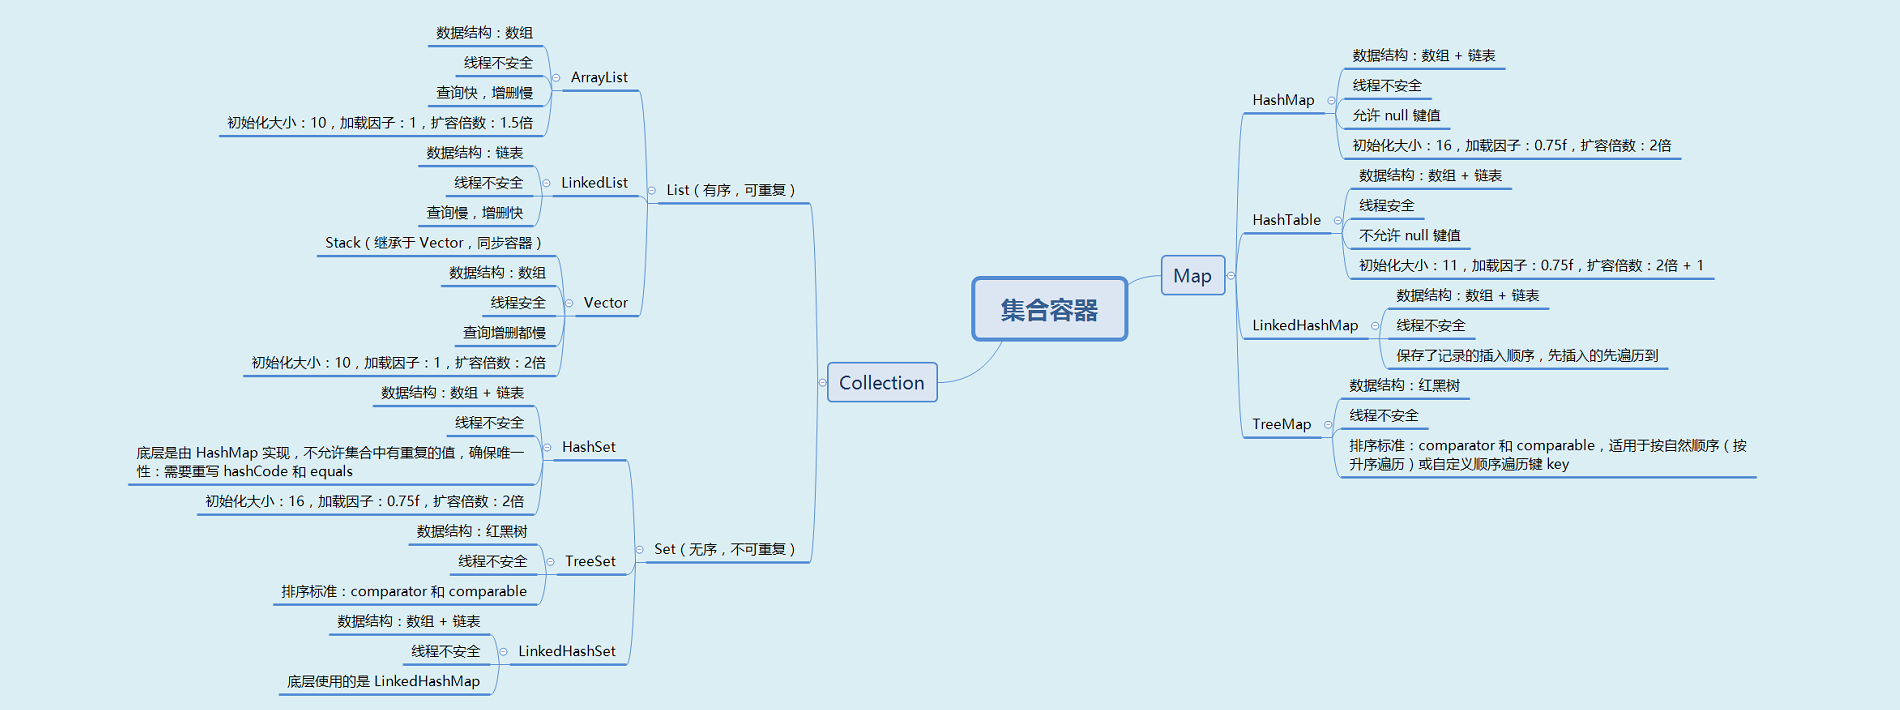 集合容器
Collection
List（有序，可重复）
ArrayList
数据结构：数组
线程不安全
查询快，增删慢
初始化大小：10，加载因子：1，扩容倍数：1.5倍
LinkedList
数据结构：链表
线程不安全
查询慢，增删快
Vector
Stack（继承于 Vector，同步容器）
数据结构：数组
线程安全
查询增删都慢
初始化大小：10，加载因子：1，扩容倍数：2倍
Set（无序，不可重复）
HashSet
数据结构：数组 + 链表
线程不安全
底层是由 HashMap 实现，不允许集合中有重复的值，确保唯一
性：需要重写 hashCode 和 equals
初始化大小：16，加载因子：0.75f，扩容倍数：2倍
TreeSet
数据结构：红黑树
线程不安全
排序标准：comparator 和 comparable
LinkedHashSet
数据结构：数组 + 链表
线程不安全
底层使用的是 LinkedHashMap
Map
HashMap
数据结构：数组 + 链表
线程不安全
允许 null 键值
初始化大小：16，加载因子：0.75f，扩容倍数：2倍
HashTable
数据结构：数组 + 链表
线程安全
不允许 null 键值
初始化大小：11，加载因子：0.75f，扩容倍数：2倍 + 1
LinkedHashMap
数据结构：数组 + 链表
线程不安全
保存了记录的插入顺序，先插入的先遍历到
TreeMap
数据结构：红黑树
线程不安全
排序标准：comparator 和 comparable，适用于按自然顺序（按
升序遍历）或自定义顺序遍历键 key